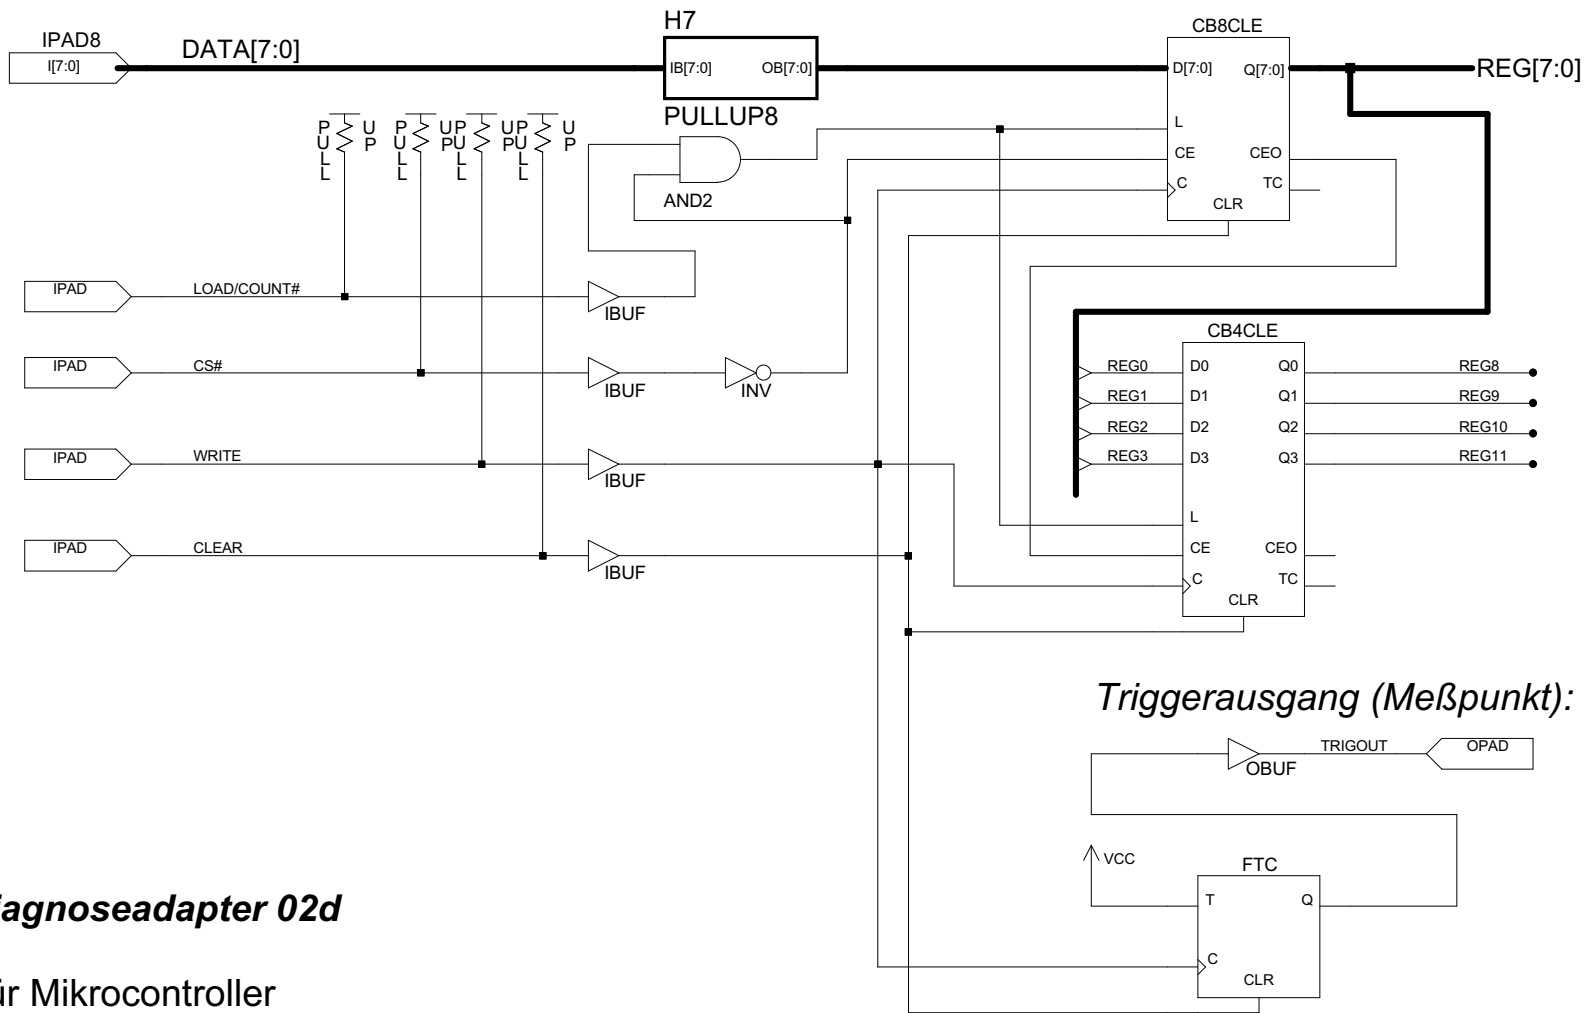 H7
CB8CLE
IPAD8
I[7:0]
DATA[7:0]
IB[7:0]
OB[7:0]
D[7:0]
Q[7:0]
REG[7:0]
PULLUP8
PULL UP
PULL UP
PULL UP
PULL UP
L
CE
CEO
C
TC
CLR
AND2
IPAD
LOAD/COUNT#
IBUF
IPAD
CS#
IBUF
INV
IPAD
WRITE
IBUF
IPAD
CLEAR
IBUF
CB4CLE
REG0
D0
Q0
REG8
REG1
D1
Q1
REG9
REG2
D2
Q2
REG10
REG3
D3
Q3
REG11
L
CE
CEO
C
TC
CLR
Triggerausgang (Meßpunkt):
OBUF
TRIGOUT
OPAD
VCC
FTC
T
Q
C
CLR
iagnoseadapter 02d
ür Mikrocontroller